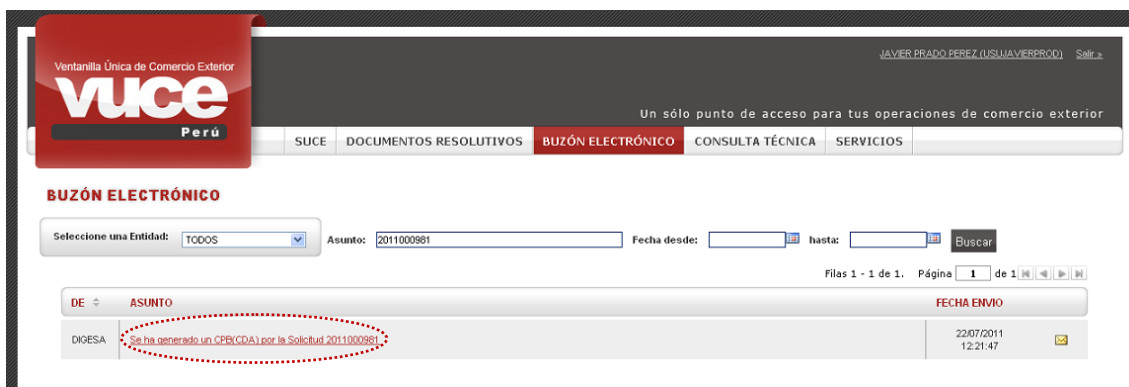 JAVIER PRADO PEREZ (USUJAVIERPROD) Salir »
Ventanilla Única de Comercio Exterior
vuce
Perú
Un sólo punto de acceso para tus operaciones de comercio exterior
SUCE DOCUMENTOS RESOLUTIVOS BUZÓN ELECTRÓNICO CONSULTA TÉCNICA SERVICIOS
BUZÓN ELECTRÓNICO
Seleccione una Entidad: TODOS Asunto: 2011000981 Fecha desde: hasta: Buscar
Filas 1 - 1 de 1. Página 1 de 1
DE ASUNTO FECHA ENVIO
DIGESA Se ha generado un CPB(CDA) por la Solicitud 2011000981 22/07/2011
12:21:47